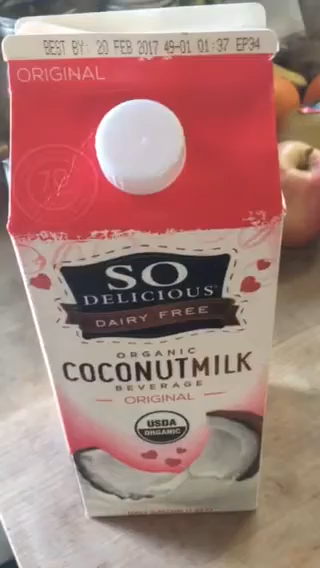 BEST BY: 20 FEB 2017 49-01 01:37 EP34
ORIGINAL
70
SO
DELICIOUS
DAIRY FREE
ORGANIC
COCONUTMILK
BEVERAGE
ORIGINAL
USDA
ORGANIC